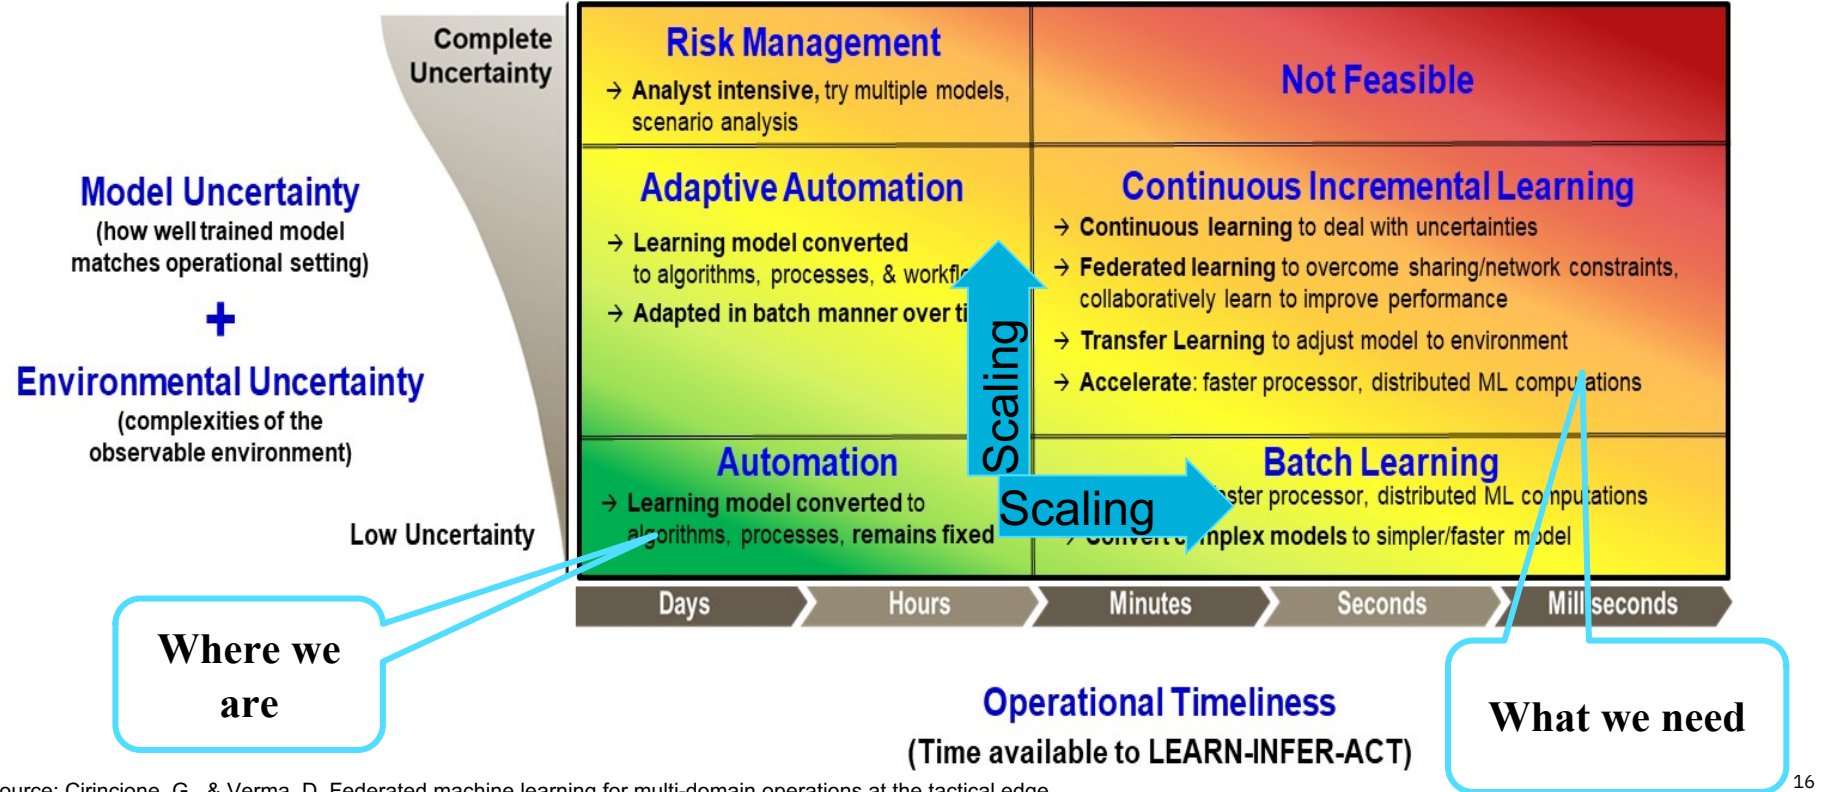 Complete
Uncertainty
Model Uncertainty
(how well trained model
matches operational setting)
+
Environmental Uncertainty
(complexities of the
observable environment)
Low Uncertainty
Risk Management
→ Analyst intensive, try multiple models,
scenario analysis
Not Feasible
Adaptive Automation
→ Learning model converted
to algorithms, processes, &
→ Adapted in batch manner over
Continuous Incremental Learning
→ Continuous learning to deal with uncertainties
→ Federated learning to overcome sharing/network constraints,
collaboratively learn to improve performance
→ Transfer Learning to adjust model to environment
→ Accelerate: faster processor, distributed ML computations
Scaling
Scaling
Automation
→ Learning model converted to
algorithms, processes, remains fixed
Batch Learning
processor, distributed ML computations
→ Convert complex models to simpler/faster model
Days
Hours
Minutes
Seconds
Milliseconds
Where we
are
What we need
Operational Timeliness
(Time available to LEARN-INFER-ACT)
Cirincione, G., & Verma, D. Federated machine learning for multi-domain operations at the tactical edge
16